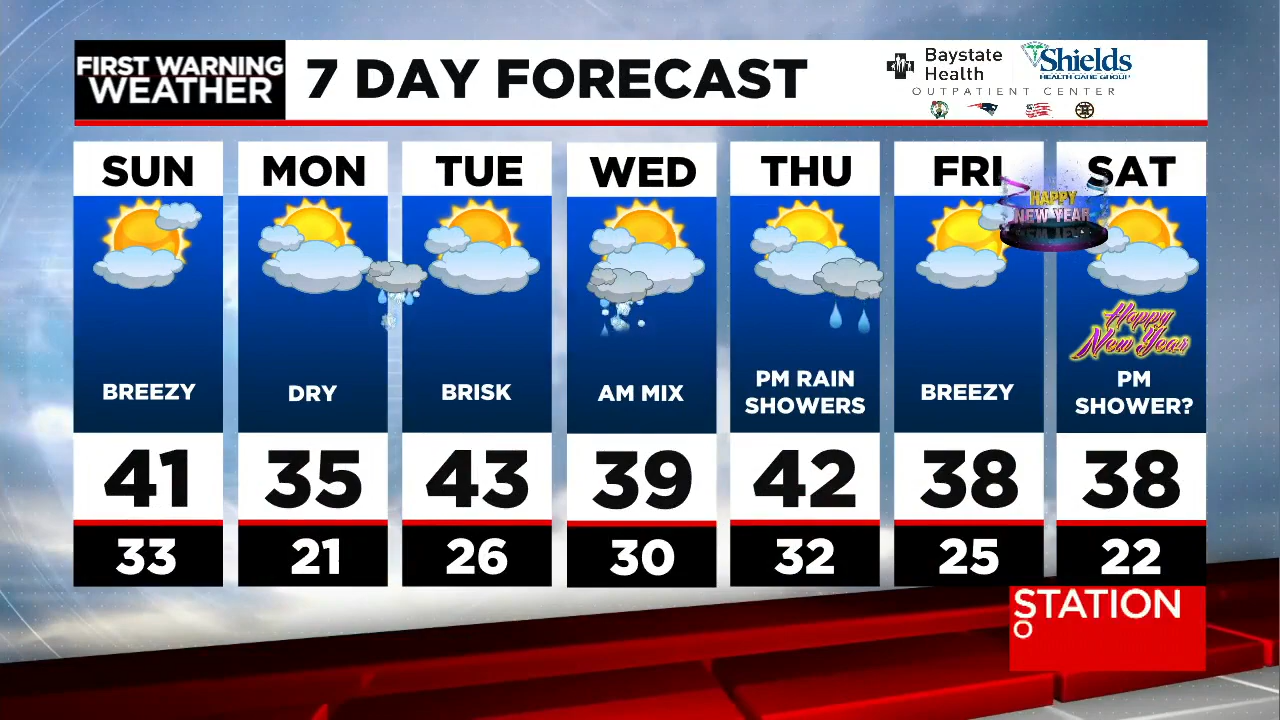 FIRST WARNING
WEATHER
7 DAY FORECAST
Baystate
Health
Shields
HEALTH CARE GROUP
OUTPATIENT CENTER
SUN
MON
TUE
WED
THU
FRI
SAT
HAPPY
NEW YEAR
Happy
New Year
BREEZY
DRY
BRISK
AM MIX
PM RAIN
SHOWERS
BREEZY
PM
SHOWER?
41
35
43
39
42
38
38
33
21
26
30
32
25
22
STATION
O